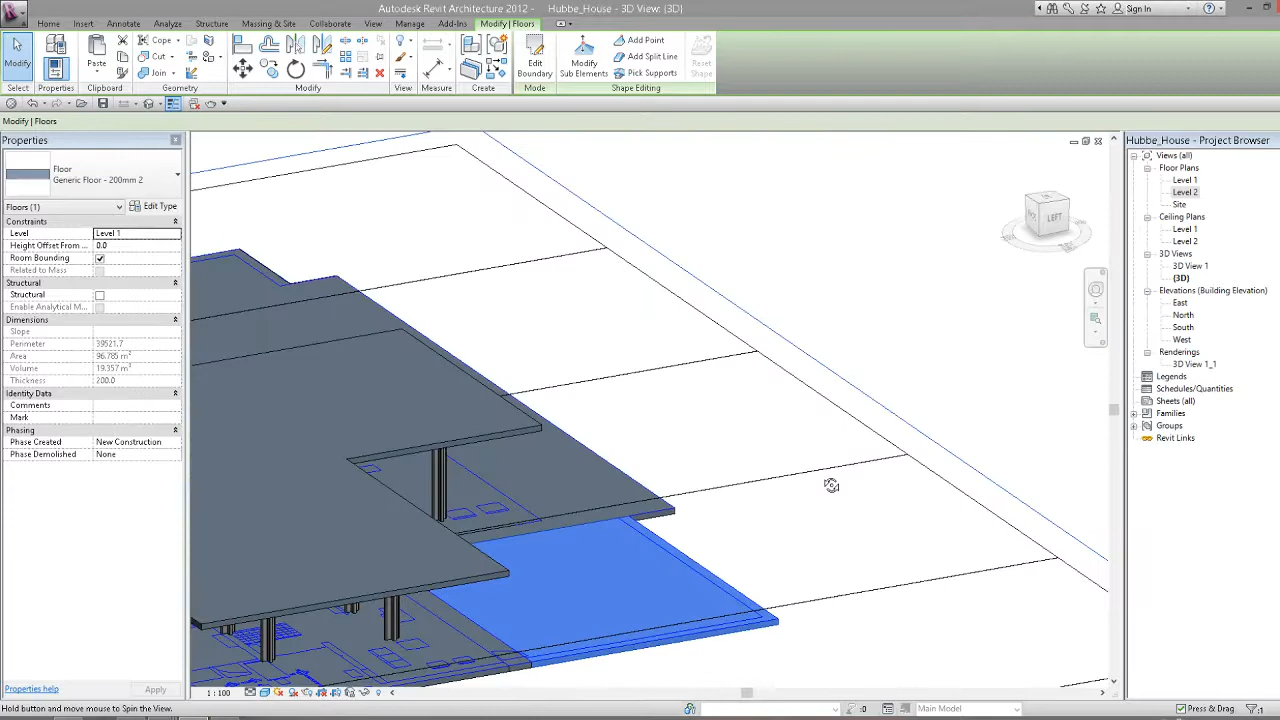 Autodesk Revit Architecture 2012 - Hubbe_House - 3D View: {3D}
Sign In
Home Insert Annotate Analyze Structure Massing & Site Collaborate View Manage Add-Ins Modify | Floors
Modify
Paste
Cope
Cut
Join
Edit Boundary
Modify Sub Elements
Add Point
Add Split Line
Pick Supports
Reset Shape
Select Properties Clipboard Geometry Modify View Measure Create Mode Shape Editing
Modify | Floors
Properties
Floor
Generic Floor - 200mm 2
Floors (1)
Edit Type
Constraints
Level Level 1
Height Offset From ... 0.0
Room Bounding
Related to Mass
Structural
Structural
Enable Analytical M...
Dimensions
Slope
Perimeter 39521.7
Area 96.785 m²
Volume 19.357 m³
Thickness 200.0
Identity Data
Comments
Mark
Phasing
Phase Created New Construction
Phase Demolished None
Properties help
Apply
LEFT
Hubbe_House - Project Browser
Views (all)
Floor Plans
Level 1
Level 2
Site
Ceiling Plans
Level 1
Level 2
3D Views
3D View 1
{3D}
Elevations (Building Elevation)
East
North
South
West
Renderings
3D View 1_1
Legends
Schedules/Quantities
Sheets (all)
Families
Groups
Revit Links
1 : 100
Hold button and move mouse to Spin the View.
:0
Main Model
Press & Drag
:1